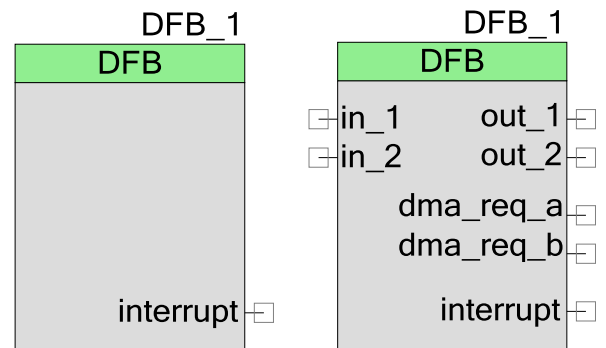 DFB_1
DFB
interrupt
DFB_1
DFB
in_1 out_1
in_2 out_2
dma_req_a
dma_req_b
interrupt